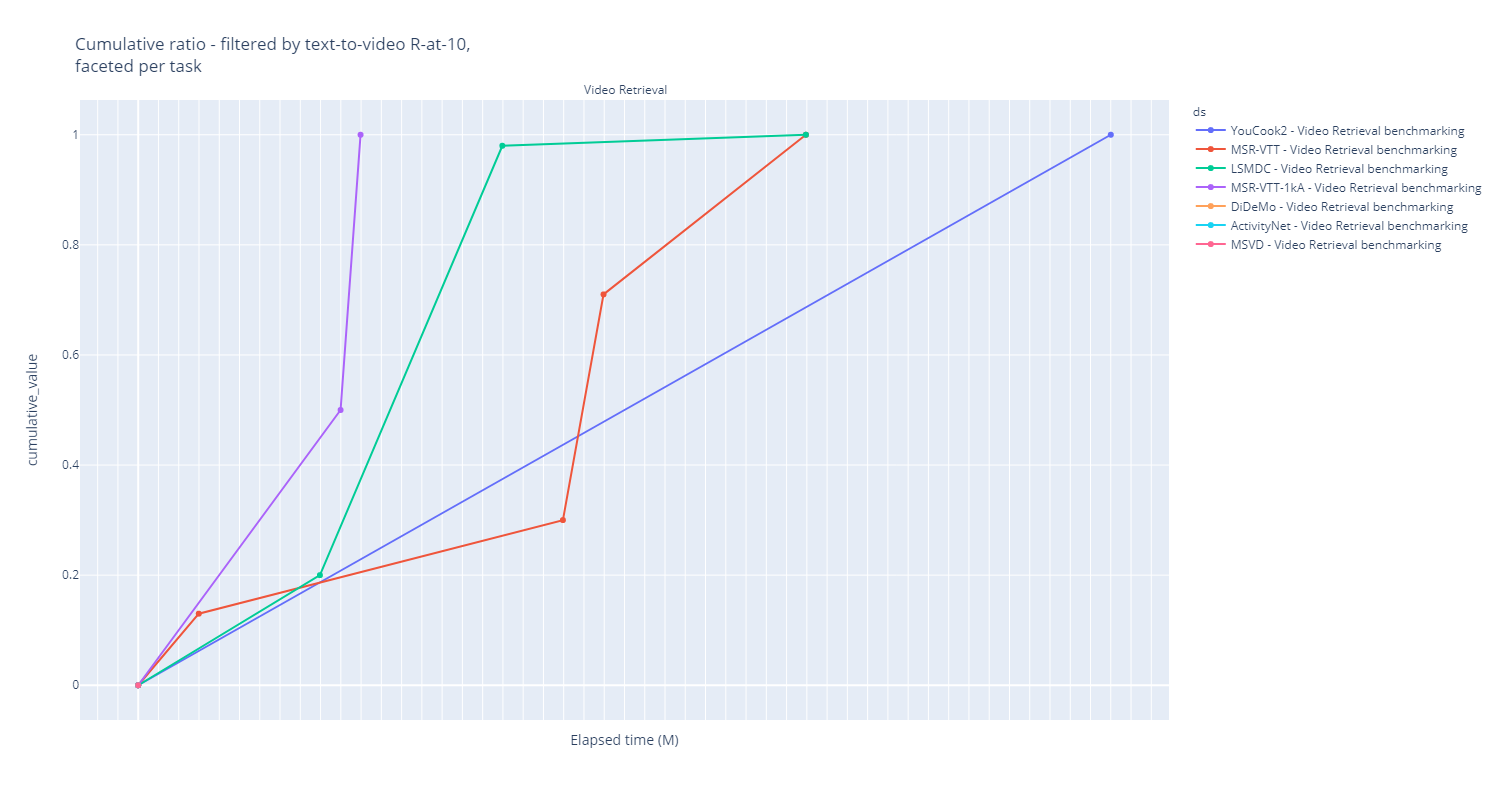 Cumulative ratio - filtered by text-to-video R-at-10,
faceted per task
Video Retrieval
ds
YouCook2 - Video Retrieval benchmarking
MSR-VTT - Video Retrieval benchmarking
LSMDC - Video Retrieval benchmarking
MSR-VTT-1kA - Video Retrieval benchmarking
DiDeMo - Video Retrieval benchmarking
ActivityNet - Video Retrieval benchmarking
MSVD - Video Retrieval benchmarking
1
0.8
0.6
0.4
0.2
0
cumulative_value
Elapsed time (M)